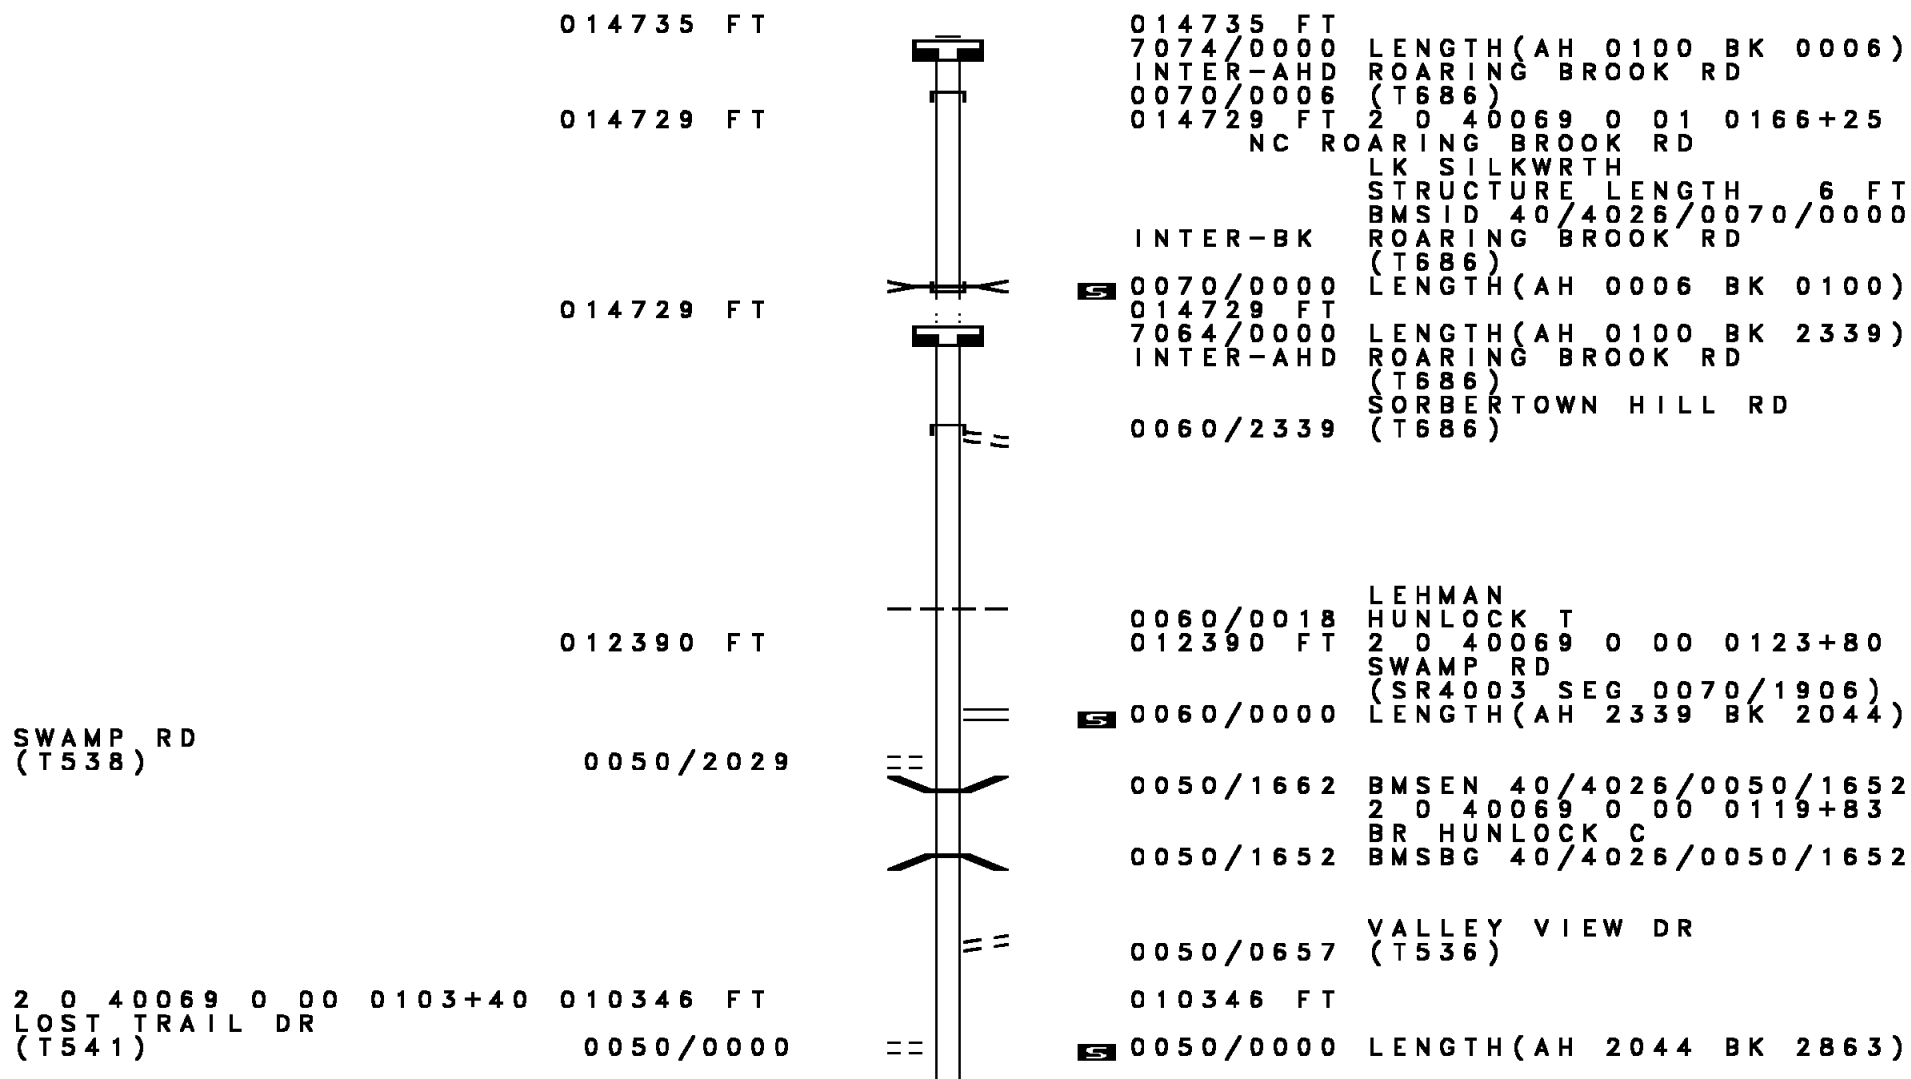 014735 FT 014735 FT
7074/0000 LENGTH(AH 0100 BK 0006)
INTER-AHD ROARING BROOK RD
0070/0006 (T686)
014729 FT 014729 FT 2 0 40069 0 01 0166+25
NC ROARING BROOK RD
LK SILKWRTH
STRUCTURE LENGTH 6 FT
BMSID 40/4026/0070/0000
INTER-BK ROARING BROOK RD
(T686)
S 0070/0000 LENGTH(AH 0006 BK 0100)
014729 FT 014729 FT
7064/0000 LENGTH(AH 0100 BK 2339)
INTER-AHD ROARING BROOK RD
(T686)
SORBERTOWN HILL RD
0060/2339 (T686)
LEHMAN
0060/0018 HUNLOCK T
012390 FT 012390 FT 2 0 40069 0 00 0123+80
SWAMP RD
(SR4003 SEG 0070/1906)
S 0060/0000 LENGTH(AH 2339 BK 2044)
SWAMP RD
(T538) 0050/2029
0050/1662 BMSEN 40/4026/0050/1652
2 0 40069 0 00 0119+83
BR HUNLOCK C
0050/1652 BMSBG 40/4026/0050/1652
VALLEY VIEW DR
0050/0657 (T536)
2 0 40069 0 00 0103+40 010346 FT 010346 FT
LOST TRAIL DR
(T541) 0050/0000 S 0050/0000 LENGTH(AH 2044 BK 2863)